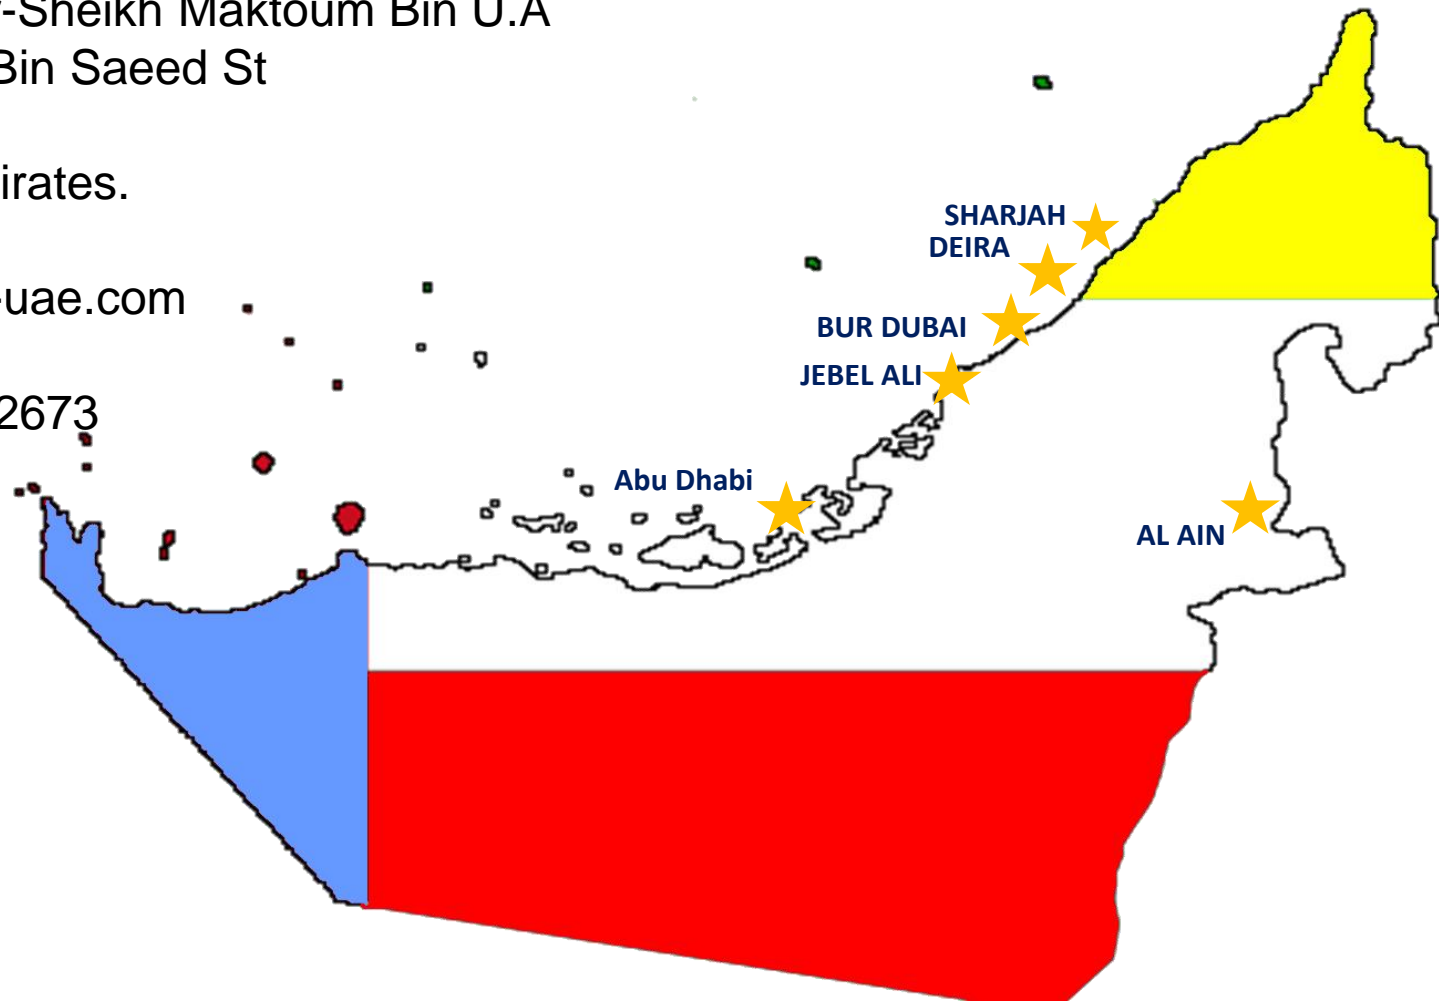 -Sheikh Maktoum Bin U.A
Bin Saeed St
irates.
-uae.com
2673
SHARJAH
DEIRA
BUR DUBAI
JEBEL ALI
Abu Dhabi
AL AIN